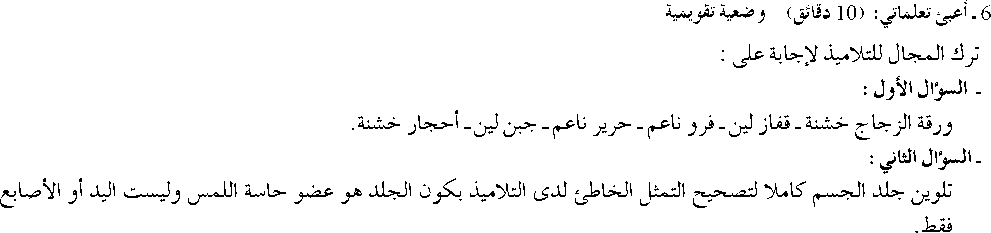 6 ـ أعبئ تعلماتي: (10 دقائق) وضعية تقويمية
ترك المجال للتلاميذ لإجابة على :
ـ السؤال الأول :
ورقة الزجاج خشنة ـ قفاز لين ـ فرو ناعم ـ حرير ناعم ـ جبن لين ـ أحجار خشنة.
ـ السؤال الثاني :
تلوين جلد الجسم كاملا لتصحيح التمثل الخاطئ لدى التلاميذ بكون الجلد هو عضو حاسة اللمس وليست اليد أو الأصابع
فقط.